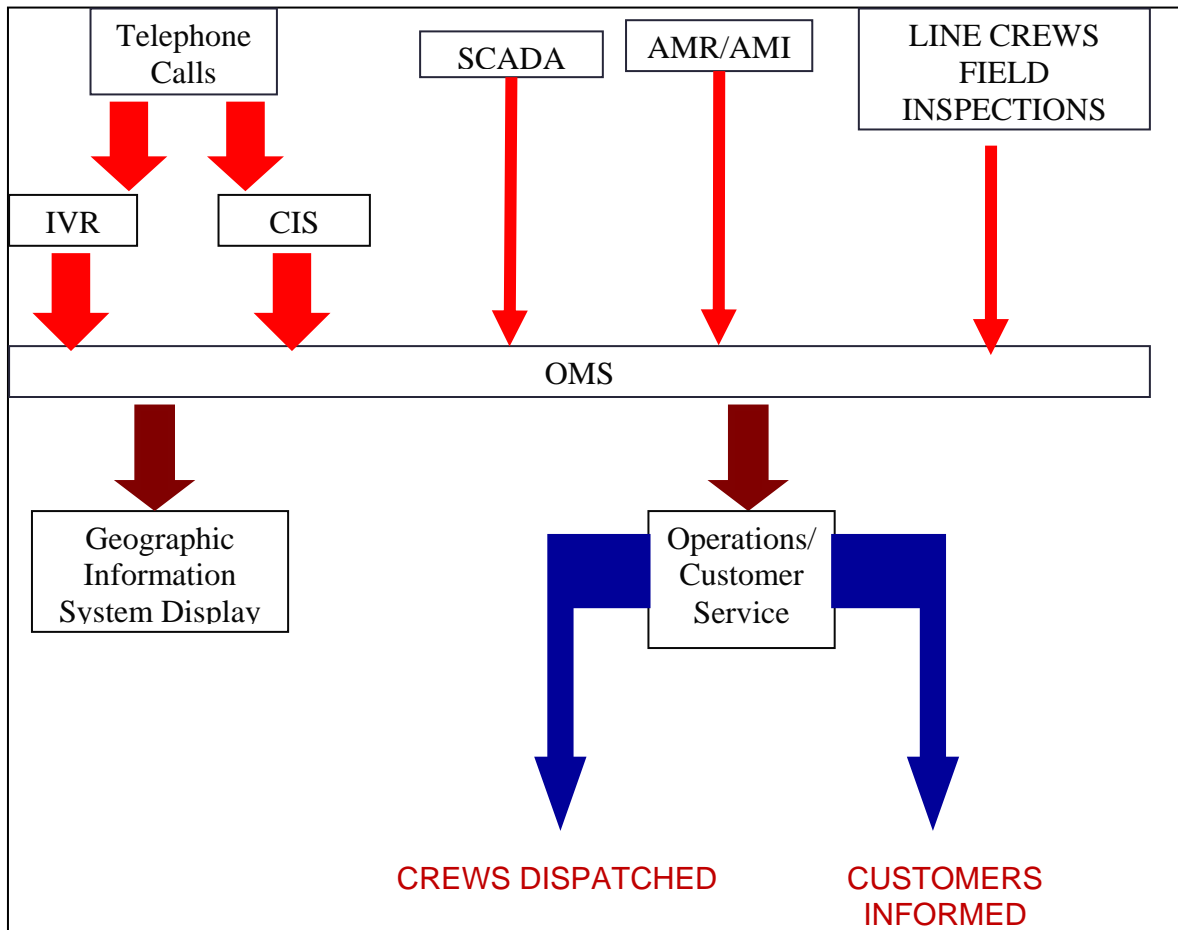 Telephone
Calls
SCADA
AMR/AMI
LINE CREWS
FIELD
INSPECTIONS
IVR
CIS
OMS
Geographic
Information
System Display
Operations/
Customer
Service
CREWS DISPATCHED
CUSTOMERS
INFORMED